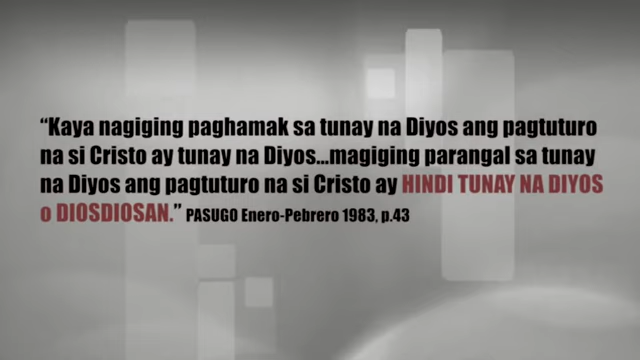 “Kaya nagiging paghamak sa tunay na Diyos ang pagtuturo
na si Cristo ay tunay na Diyos...magiging parangal sa tunay
na Diyos ang pagtuturo na si Cristo ay HINDI TUNAY NA DIYOS
o DIOSDIOSAN.” PASUGO Enero-Pebrero 1983, p.43